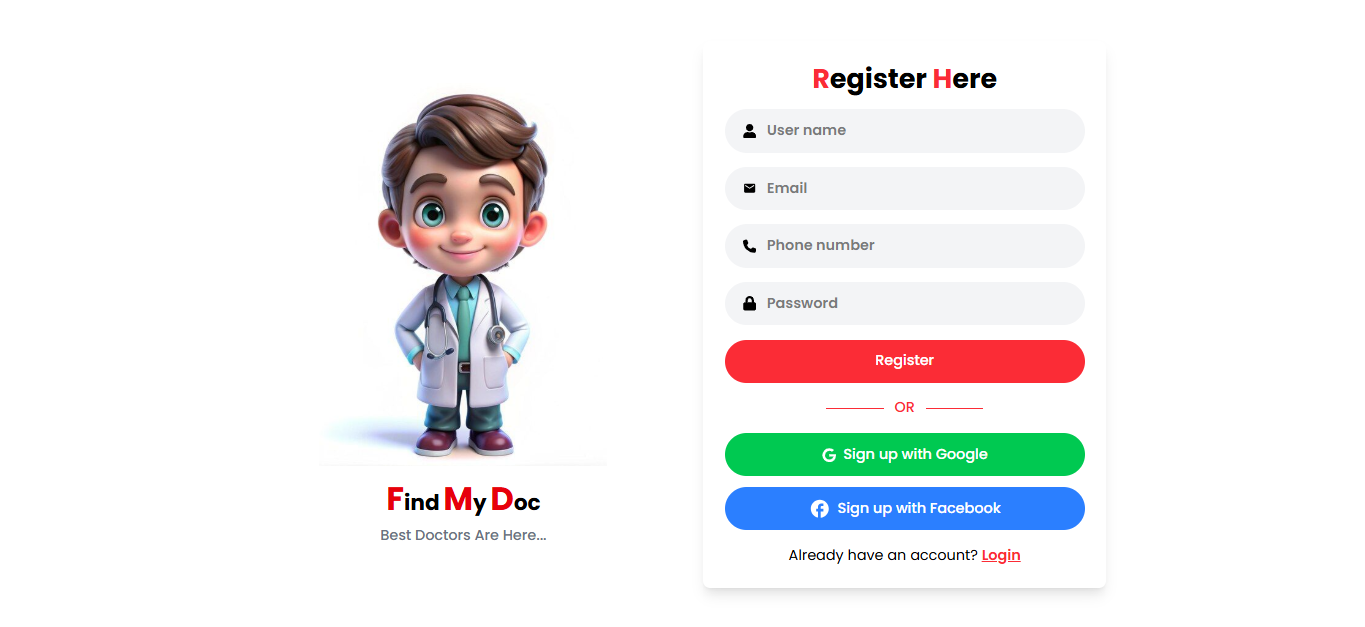 Register Here
User name
Email
Phone number
Password
Register
OR
Sign up with Google
Sign up with Facebook
Already have an account? Login
Find My Doc
Best Doctors Are Here...